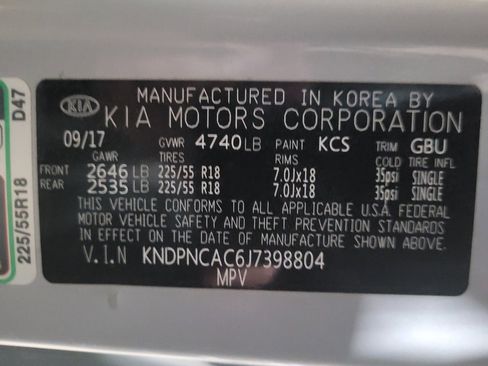 MANUFACTURED IN KOREA BY
KIA KIA MOTORS CORPORATION
09/17 GVWR 4740LB PAINT KCS TRIM GBU
GAWR TIRES RIMS COLD TIRE INFL
FRONT 2646 LB 225/55 R18 7.0Jx18 35psi SINGLE
REAR 2535 LB 225/55 R18 7.0Jx18 35psi SINGLE
THIS VEHICLE CONFORMS TO ALL APPLICABLE U.S.A. FEDERAL
MOTOR VEHICLE SAFETY AND THEFT PREVENTION STANDARDS
IN EFFECT ON THE DATE OF MANUFACTURE SHOWN ABOVE.
V.I.N KNDPNCAC6J7398804
MPV
225/55R18 D47